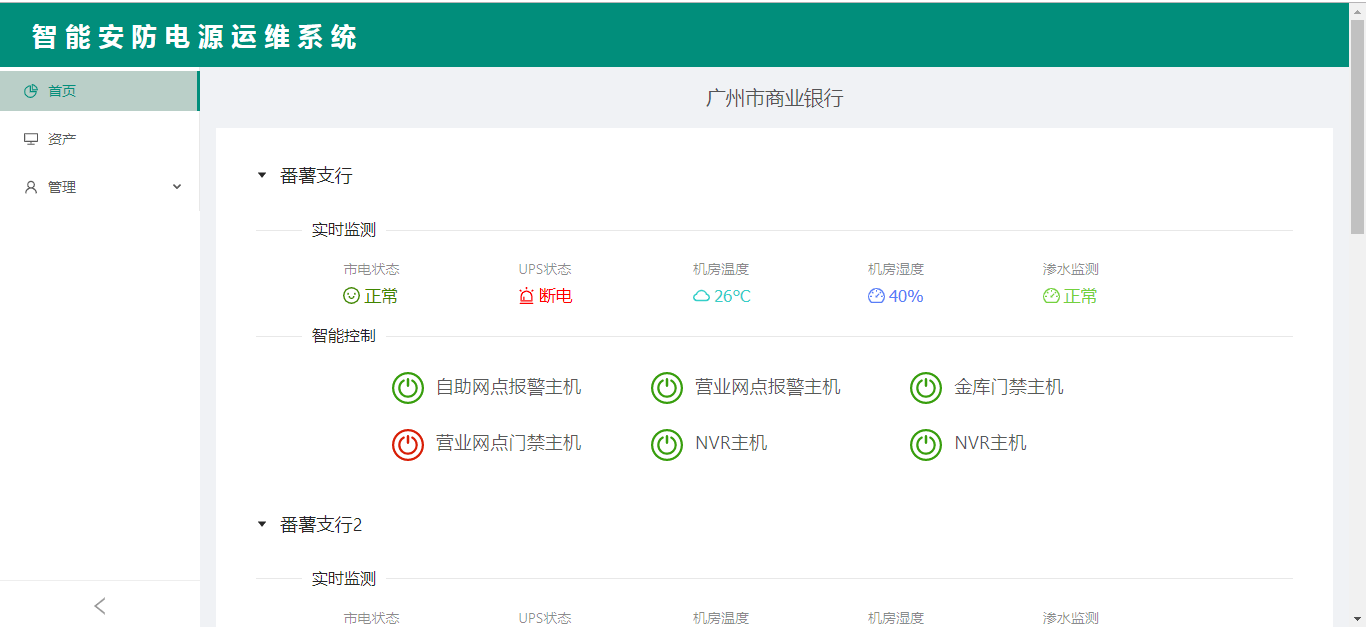 智能安防电源运维系统
首页
资产
管理
广州市商业银行
番薯支行
实时监测
市电状态 UPS状态 机房温度 机房湿度 渗水监测
正常 断电 26°C 40% 正常
智能控制
自助网点报警主机 营业网点报警主机 金库门禁主机
营业网点门禁主机 NVR主机 NVR主机
番薯支行2
实时监测
市电状态 UPS状态 机房温度 机房湿度 渗水监测